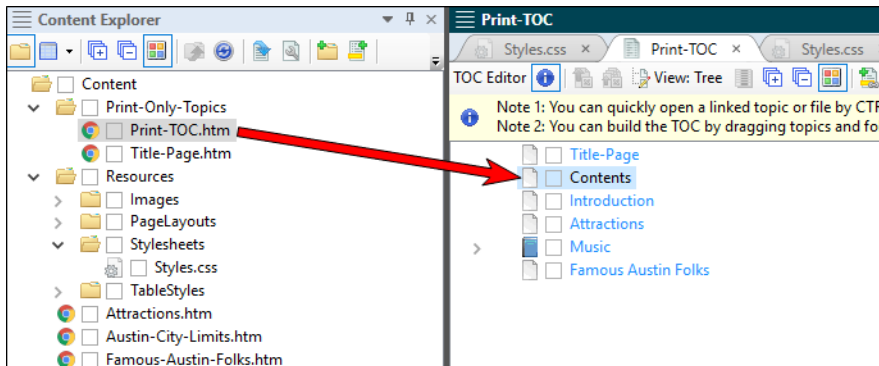 Content Explorer
Content
Print-Only-Topics
Print-TOC.htm
Title-Page.htm
Resources
Images
PageLayouts
Stylesheets
Styles.css
TableStyles
Attractions.htm
Austin-City-Limits.htm
Famous-Austin-Folks.htm
Print-TOC
Styles.css
Print-TOC
Styles.css
TOC Editor View: Tree
Note 1: You can quickly open a linked topic or file by CTR
Note 2: You can build the TOC by dragging topics and fo
Title-Page
Contents
Introduction
Attractions
Music
Famous Austin Folks